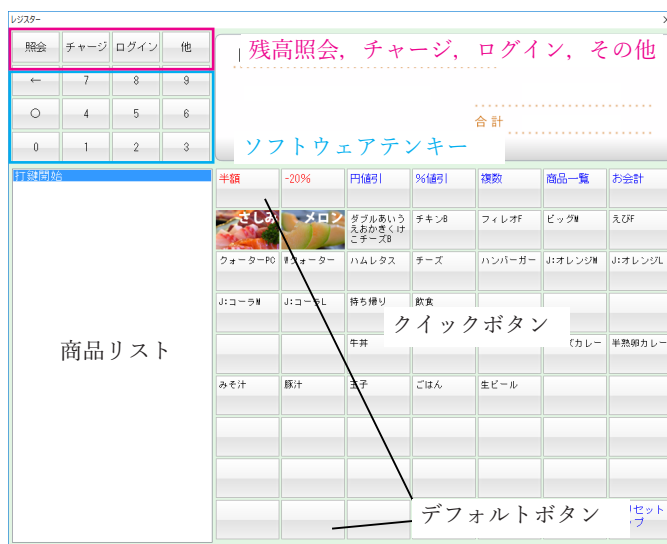 レジスター
照会 チャージ ログイン 他
残高照会, チャージ, ログイン, その他
← 7 8 9
○ 4 5 6
合計
0 1 2 3
ソフトウェアテンキー
打鍵開始
半額 -20% 円値引 %値引 複数 商品一覧 お会計
さしみ メロン ダブルあいう チキンB フィレオF ビッグM えびF
えおかきくけ
こチーズB
クォーターPC Wクォーター ハムレタス チーズ ハンバーガー J:オレンジM J:オレンジL
J:コーラM J:コーラL 持ち帰り 飲食
クイックボタン
商品リスト
牛丼 カレー 半熟卵カレー
みそ汁 豚汁 玉子 ごはん 生ビール
デフォルトボタン
セット